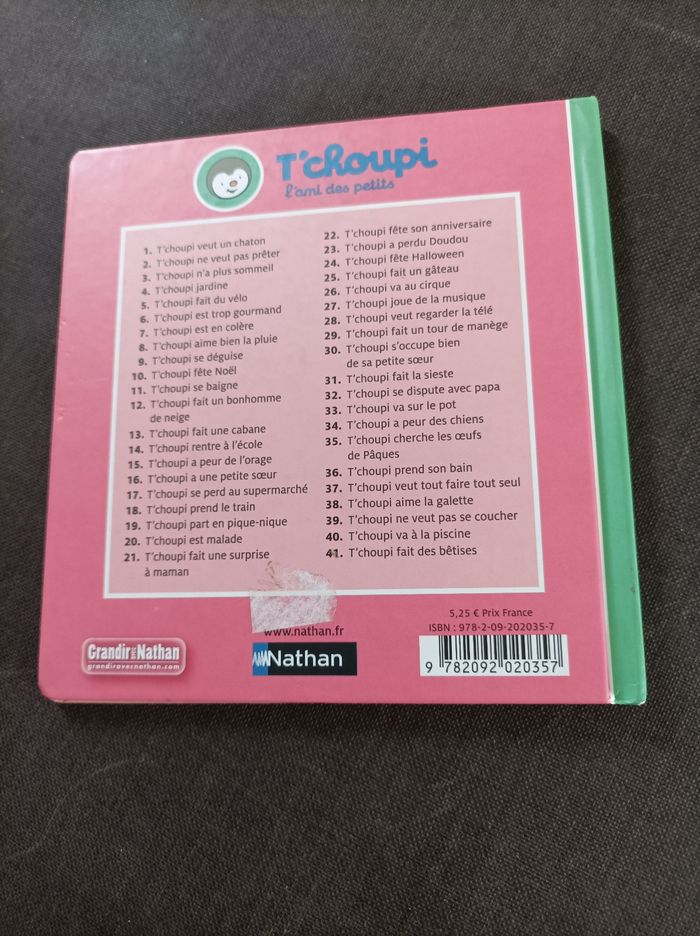 T'choupi
l'ami des petits
1. T'choupi veut un chaton
2. T'choupi ne veut pas prêter
3. T'choupi n'a plus sommeil
4. T'choupi jardine
5. T'choupi fait du vélo
6. T'choupi est trop gourmand
7. T'choupi est en colère
8. T'choupi aime bien la pluie
9. T'choupi se déguise
10. T'choupi fête Noël
11. T'choupi se baigne
12. T'choupi fait un bonhomme
de neige
13. T'choupi fait une cabane
14. T'choupi rentre à l'école
15. T'choupi a peur de l'orage
16. T'choupi a une petite sœur
17. T'choupi se perd au supermarché
18. T'choupi prend le train
19. T'choupi part en pique-nique
20. T'choupi est malade
21. T'choupi fait une surprise
à maman
22. T'choupi fête son anniversaire
23. T'choupi a perdu Doudou
24. T'choupi fête Halloween
25. T'choupi fait un gâteau
26. T'choupi va au cirque
27. T'choupi joue de la musique
28. T'choupi veut regarder la télé
29. T'choupi fait un tour de manège
30. T'choupi s'occupe bien
de sa petite sœur
31. T'choupi fait la sieste
32. T'choupi se dispute avec papa
33. T'choupi va sur le pot
34. T'choupi a peur des chiens
35. T'choupi cherche les œufs
de Pâques
36. T'choupi prend son bain
37. T'choupi veut tout faire tout seul
38. T'choupi aime la galette
39. T'choupi ne veut pas se coucher
40. T'choupi va à la piscine
41. T'choupi fait des bêtises
Grandir avec Nathan
grandiravecnathan.com
www.nathan.fr
Nathan
5,25 € Prix France
ISBN : 978-2-09-202035-7
9 782092 020357